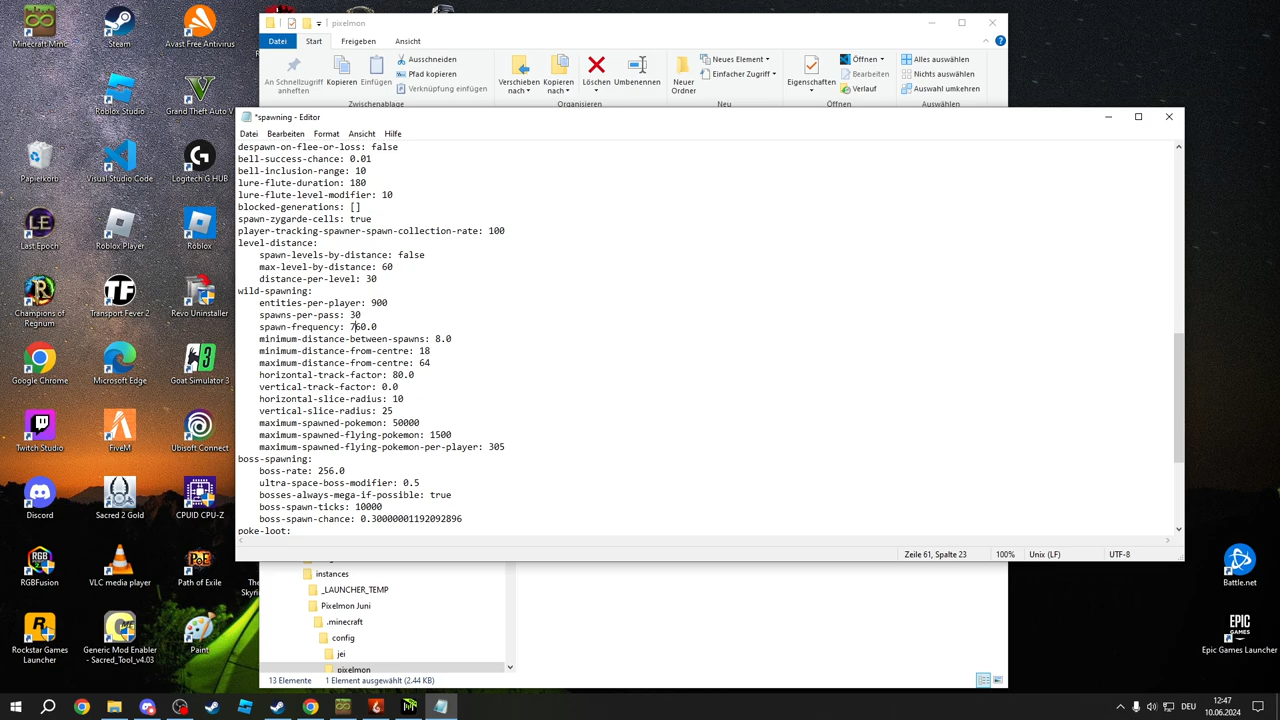 Minecraft MmC
Steam
Avast Free Antivirus
Roblox Studio
Grand Theft Auto V
Papierkorb
Visual Studio Code
Logitech G HUB
Last Epoch
Roblox Player
Roblox
Champions of Regnum
Transport Fever 2
Revo Uninstaller
Google Chrome
Microsoft Edge
Goat Simulator 3
Twitch Studio
FiveM
Ubisoft Connect
Discord
Sacred 2 Gold
CPUID CPU-Z
RGBFusion
VLC media player
Path of Exile
Rockstar Games Launcher
Generic Mod Enabler - Sacred_Tool_v4.03
Paint
Battle.net
Epic Games Launcher
pixelmon
Datei
Start
Freigeben
Ansicht
An Schnellzugriff anheften
Kopieren
Einfügen
Ausschneiden
Pfad kopieren
Verknüpfung einfügen
Zwischenablage
Verschieben nach
Kopieren nach
Löschen
Umbenennen
Organisieren
Neuer Ordner
Neues Element
Einfacher Zugriff
Neu
Eigenschaften
Öffnen
Bearbeiten
Verlauf
Öffnen
Alles auswählen
Nichts auswählen
Auswahl umkehren
Auswählen
*spawning - Editor
Datei Bearbeiten Format Ansicht Hilfe
despawn-on-flee-or-loss: false
bell-success-chance: 0.01
bell-inclusion-range: 10
lure-flute-duration: 180
lure-flute-level-modifier: 10
blocked-generations: []
spawn-zygarde-cells: true
player-tracking-spawner-spawn-collection-rate: 100
level-distance:
spawn-levels-by-distance: false
max-level-by-distance: 60
distance-per-level: 30
wild-spawning:
entities-per-player: 900
spawns-per-pass: 30
spawn-frequency: 760.0
minimum-distance-between-spawns: 8.0
minimum-distance-from-centre: 18
maximum-distance-from-centre: 64
horizontal-track-factor: 80.0
vertical-track-factor: 0.0
horizontal-slice-radius: 10
vertical-slice-radius: 25
maximum-spawned-pokemon: 50000
maximum-spawned-flying-pokemon: 1500
maximum-spawned-flying-pokemon-per-player: 305
boss-spawning:
boss-rate: 256.0
ultra-space-boss-modifier: 0.5
bosses-always-mega-if-possible: true
boss-spawn-ticks: 10000
boss-spawn-chance: 0.30000001192092896
poke-loot:
Zeile 61, Spalte 23
100%
Unix (LF)
UTF-8
instances
_LAUNCHER_TEMP
Pixelmon Juni
.minecraft
config
jei
pixelmon
13 Elemente
1 Element ausgewählt (2.44 KB)
DEU
12:47
10.06.2024